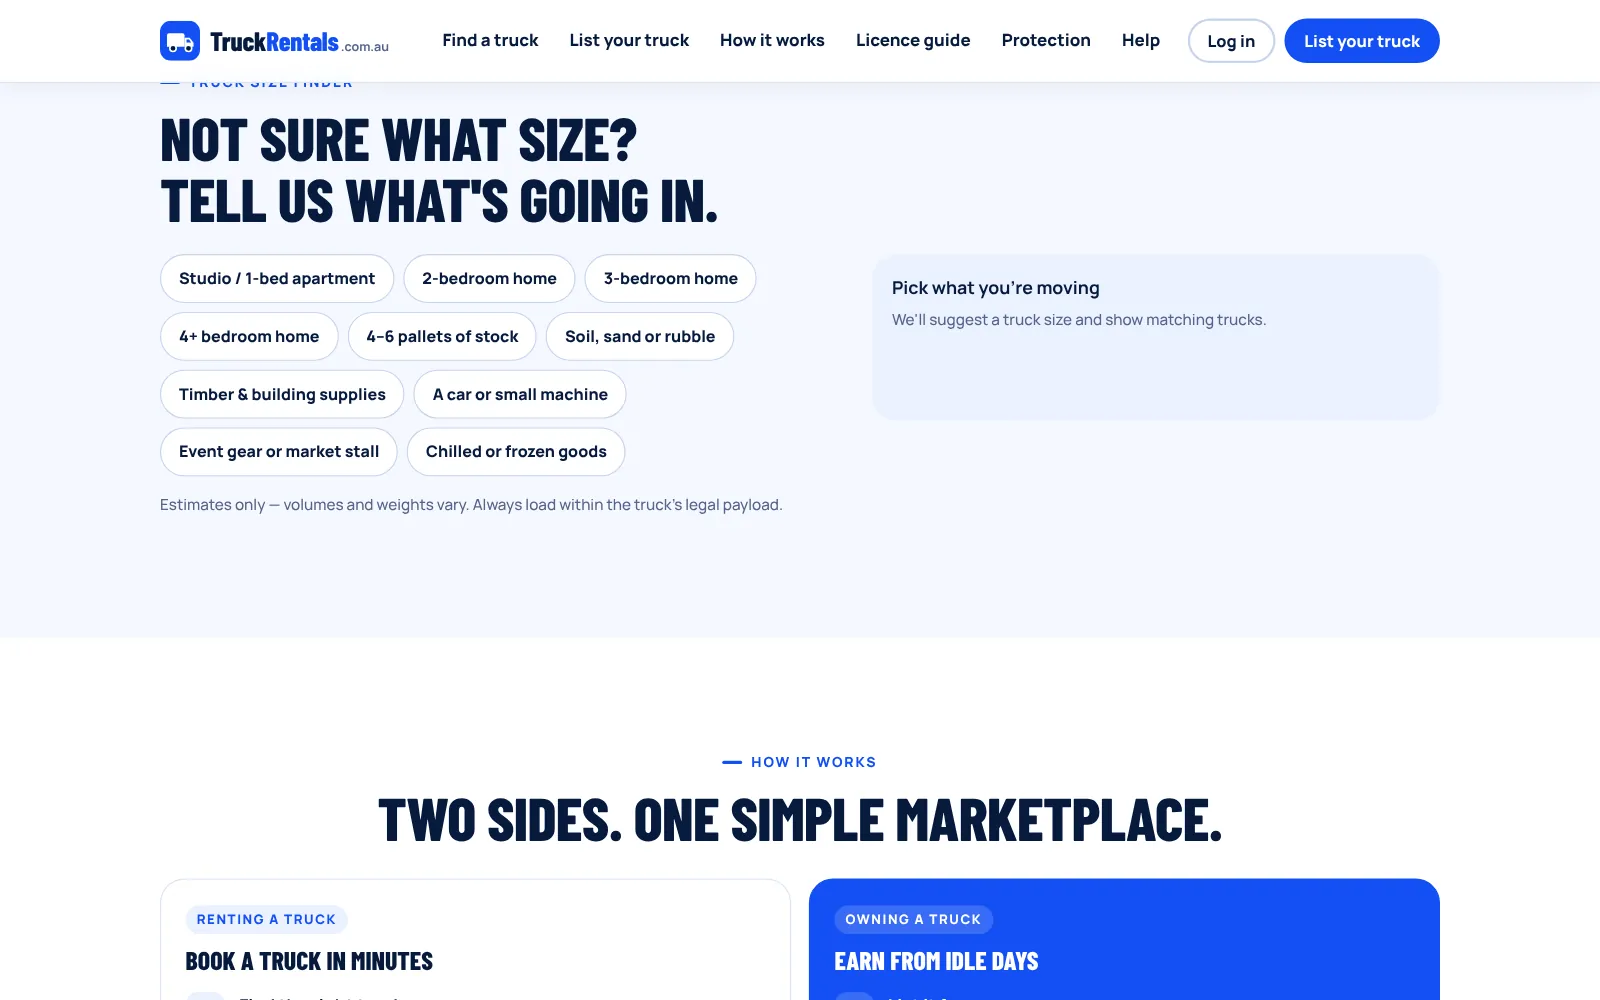 TruckRentals.com.au
Find a truck
List your truck
How it works
Licence guide
Protection
Help
Log in
List your truck
TRUCK SIZE FINDER
NOT SURE WHAT SIZE?
TELL US WHAT'S GOING IN.
Studio / 1-bed apartment
2-bedroom home
3-bedroom home
4+ bedroom home
4–6 pallets of stock
Soil, sand or rubble
Timber & building supplies
A car or small machine
Event gear or market stall
Chilled or frozen goods
Estimates only — volumes and weights vary. Always load within the truck's legal payload.
Pick what you're moving
We'll suggest a truck size and show matching trucks.
HOW IT WORKS
TWO SIDES. ONE SIMPLE MARKETPLACE.
RENTING A TRUCK
BOOK A TRUCK IN MINUTES
OWNING A TRUCK
EARN FROM IDLE DAYS